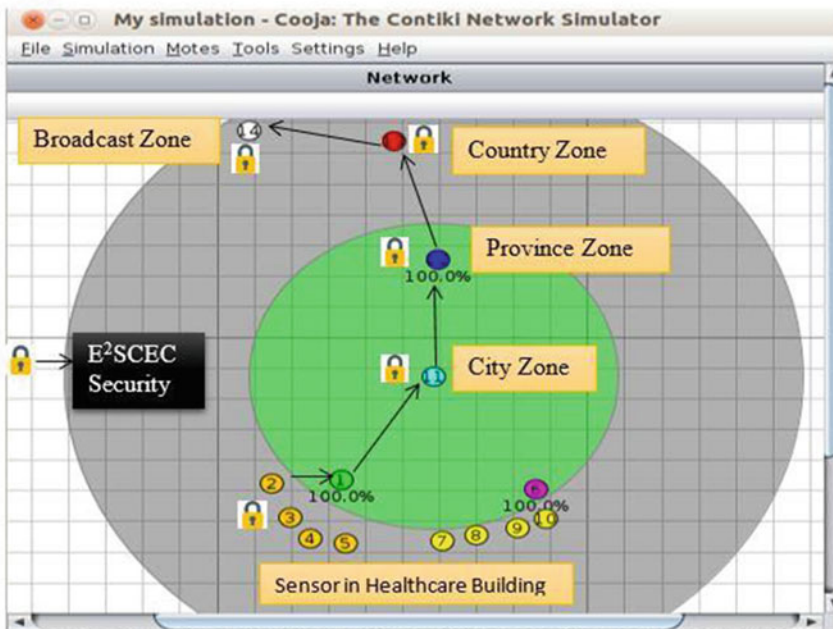 My simulation - Cooja: The Contiki Network Simulator
File Simulation Motes Tools Settings Help
Network
Broadcast Zone
14
Country Zone
Province Zone
100.0%
E²SCEC
Security
City Zone
11
1
100.0%
2
3
4
5
6
100.0%
7
8
9
10
Sensor in Healthcare Building